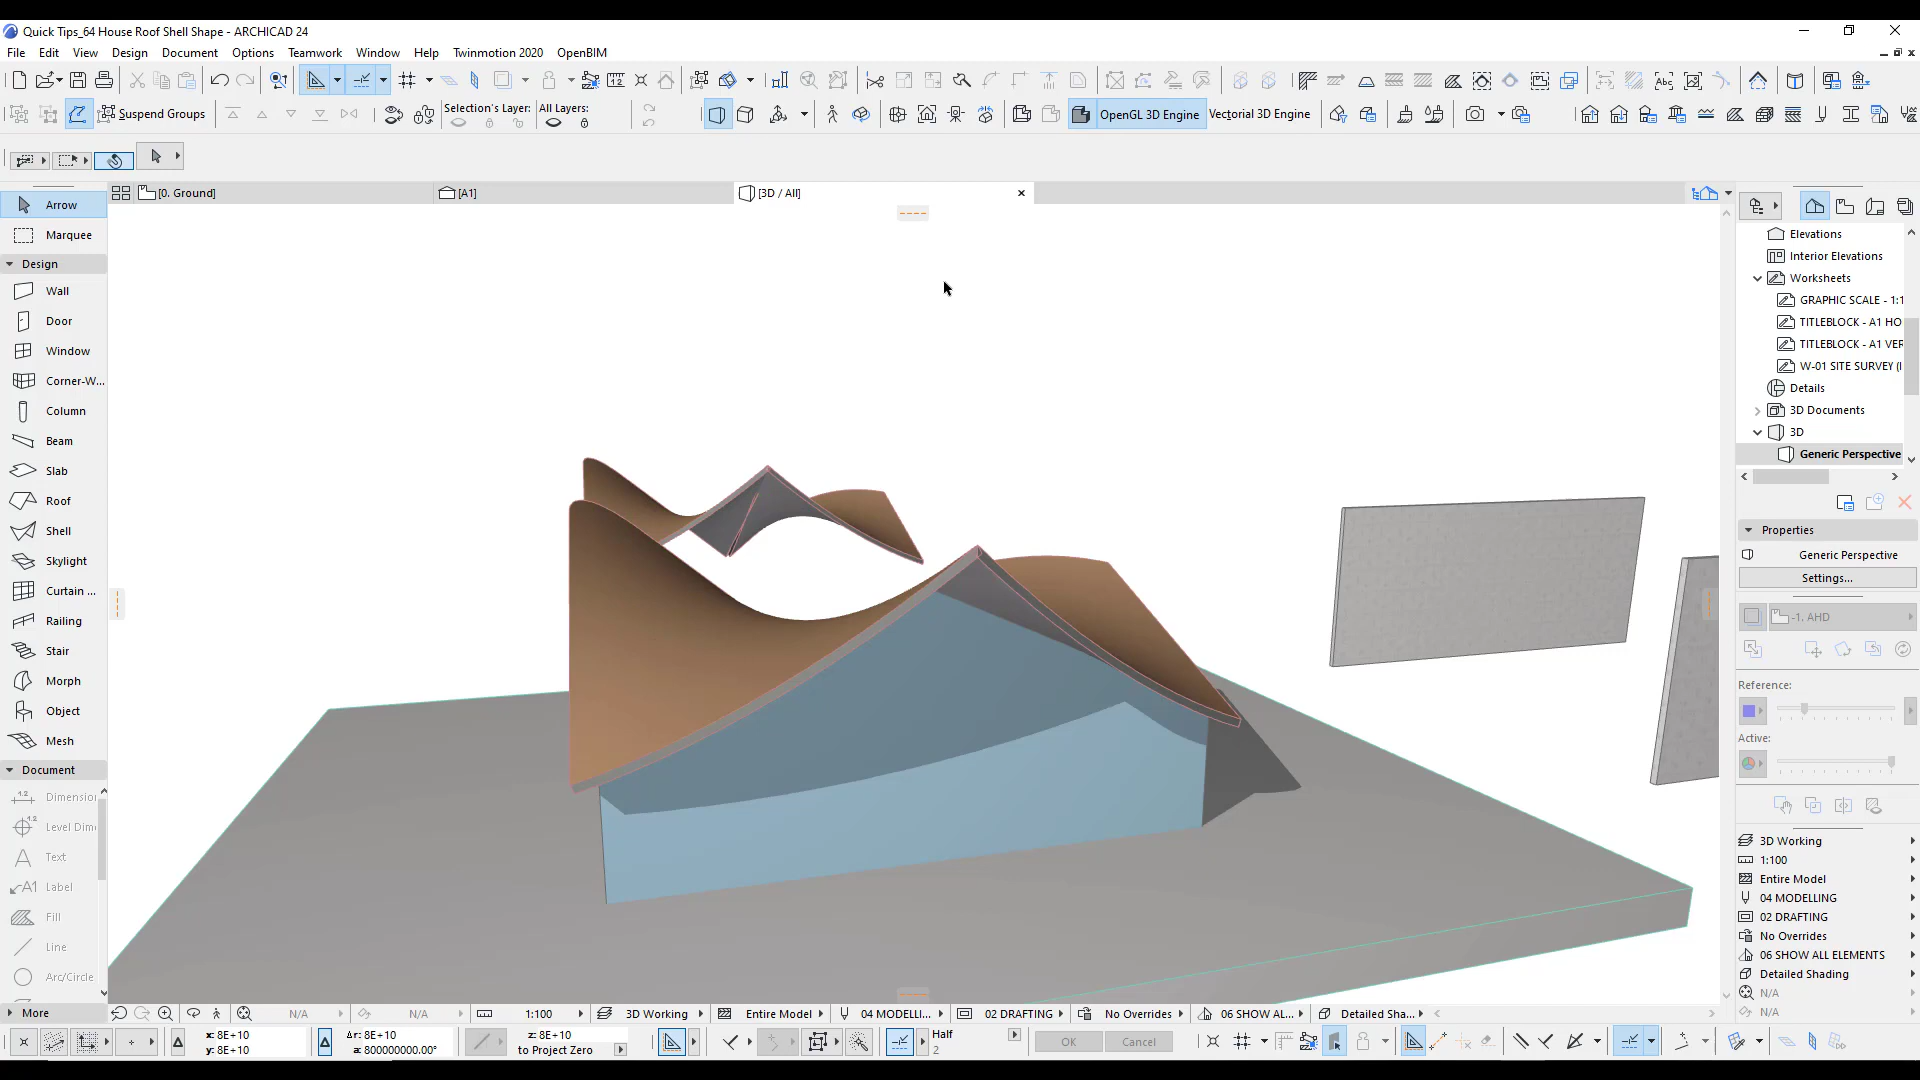 Quick Tips_64 House Roof Shell Shape - ARCHICAD 24
File Edit View Design Document Options Teamwork Window Help Twinmotion 2020 OpenBIM
Suspend Groups
Selection's Layer:
All Layers:
OpenGL 3D Engine
Vectorial 3D Engine
[0. Ground]
[A1]
[3D / All]
Arrow
Marquee
Design
Wall
Door
Window
Corner-W...
Column
Beam
Slab
Roof
Shell
Skylight
Curtain ...
Railing
Stair
Morph
Object
Mesh
Document
Dimensio
Level Dim
Text
A1 Label
Fill
Line
Arc/Circle
More
Elevations
Interior Elevations
Worksheets
GRAPHIC SCALE - 1:1
TITLEBLOCK - A1 HO
TITLEBLOCK - A1 VER
W-01 SITE SURVEY (I
Details
3D Documents
3D
Generic Perspective
Properties
Generic Perspective
Settings...
-1. AHD
Reference:
Active:
3D Working
1:100
Entire Model
04 MODELLING
02 DRAFTING
No Overrides
06 SHOW ALL ELEMENTS
Detailed Shading
N/A
N/A
N/A N/A 1:100 3D Working Entire Model 04 MODELLI... 02 DRAFTING No Overrides 06 SHOW AL... Detailed Sha...
x: 8E+10
y: 8E+10
Δr: 8E+10
a: 800000000.00°
z: 8E+10
to Project Zero
Half
2
OK
Cancel